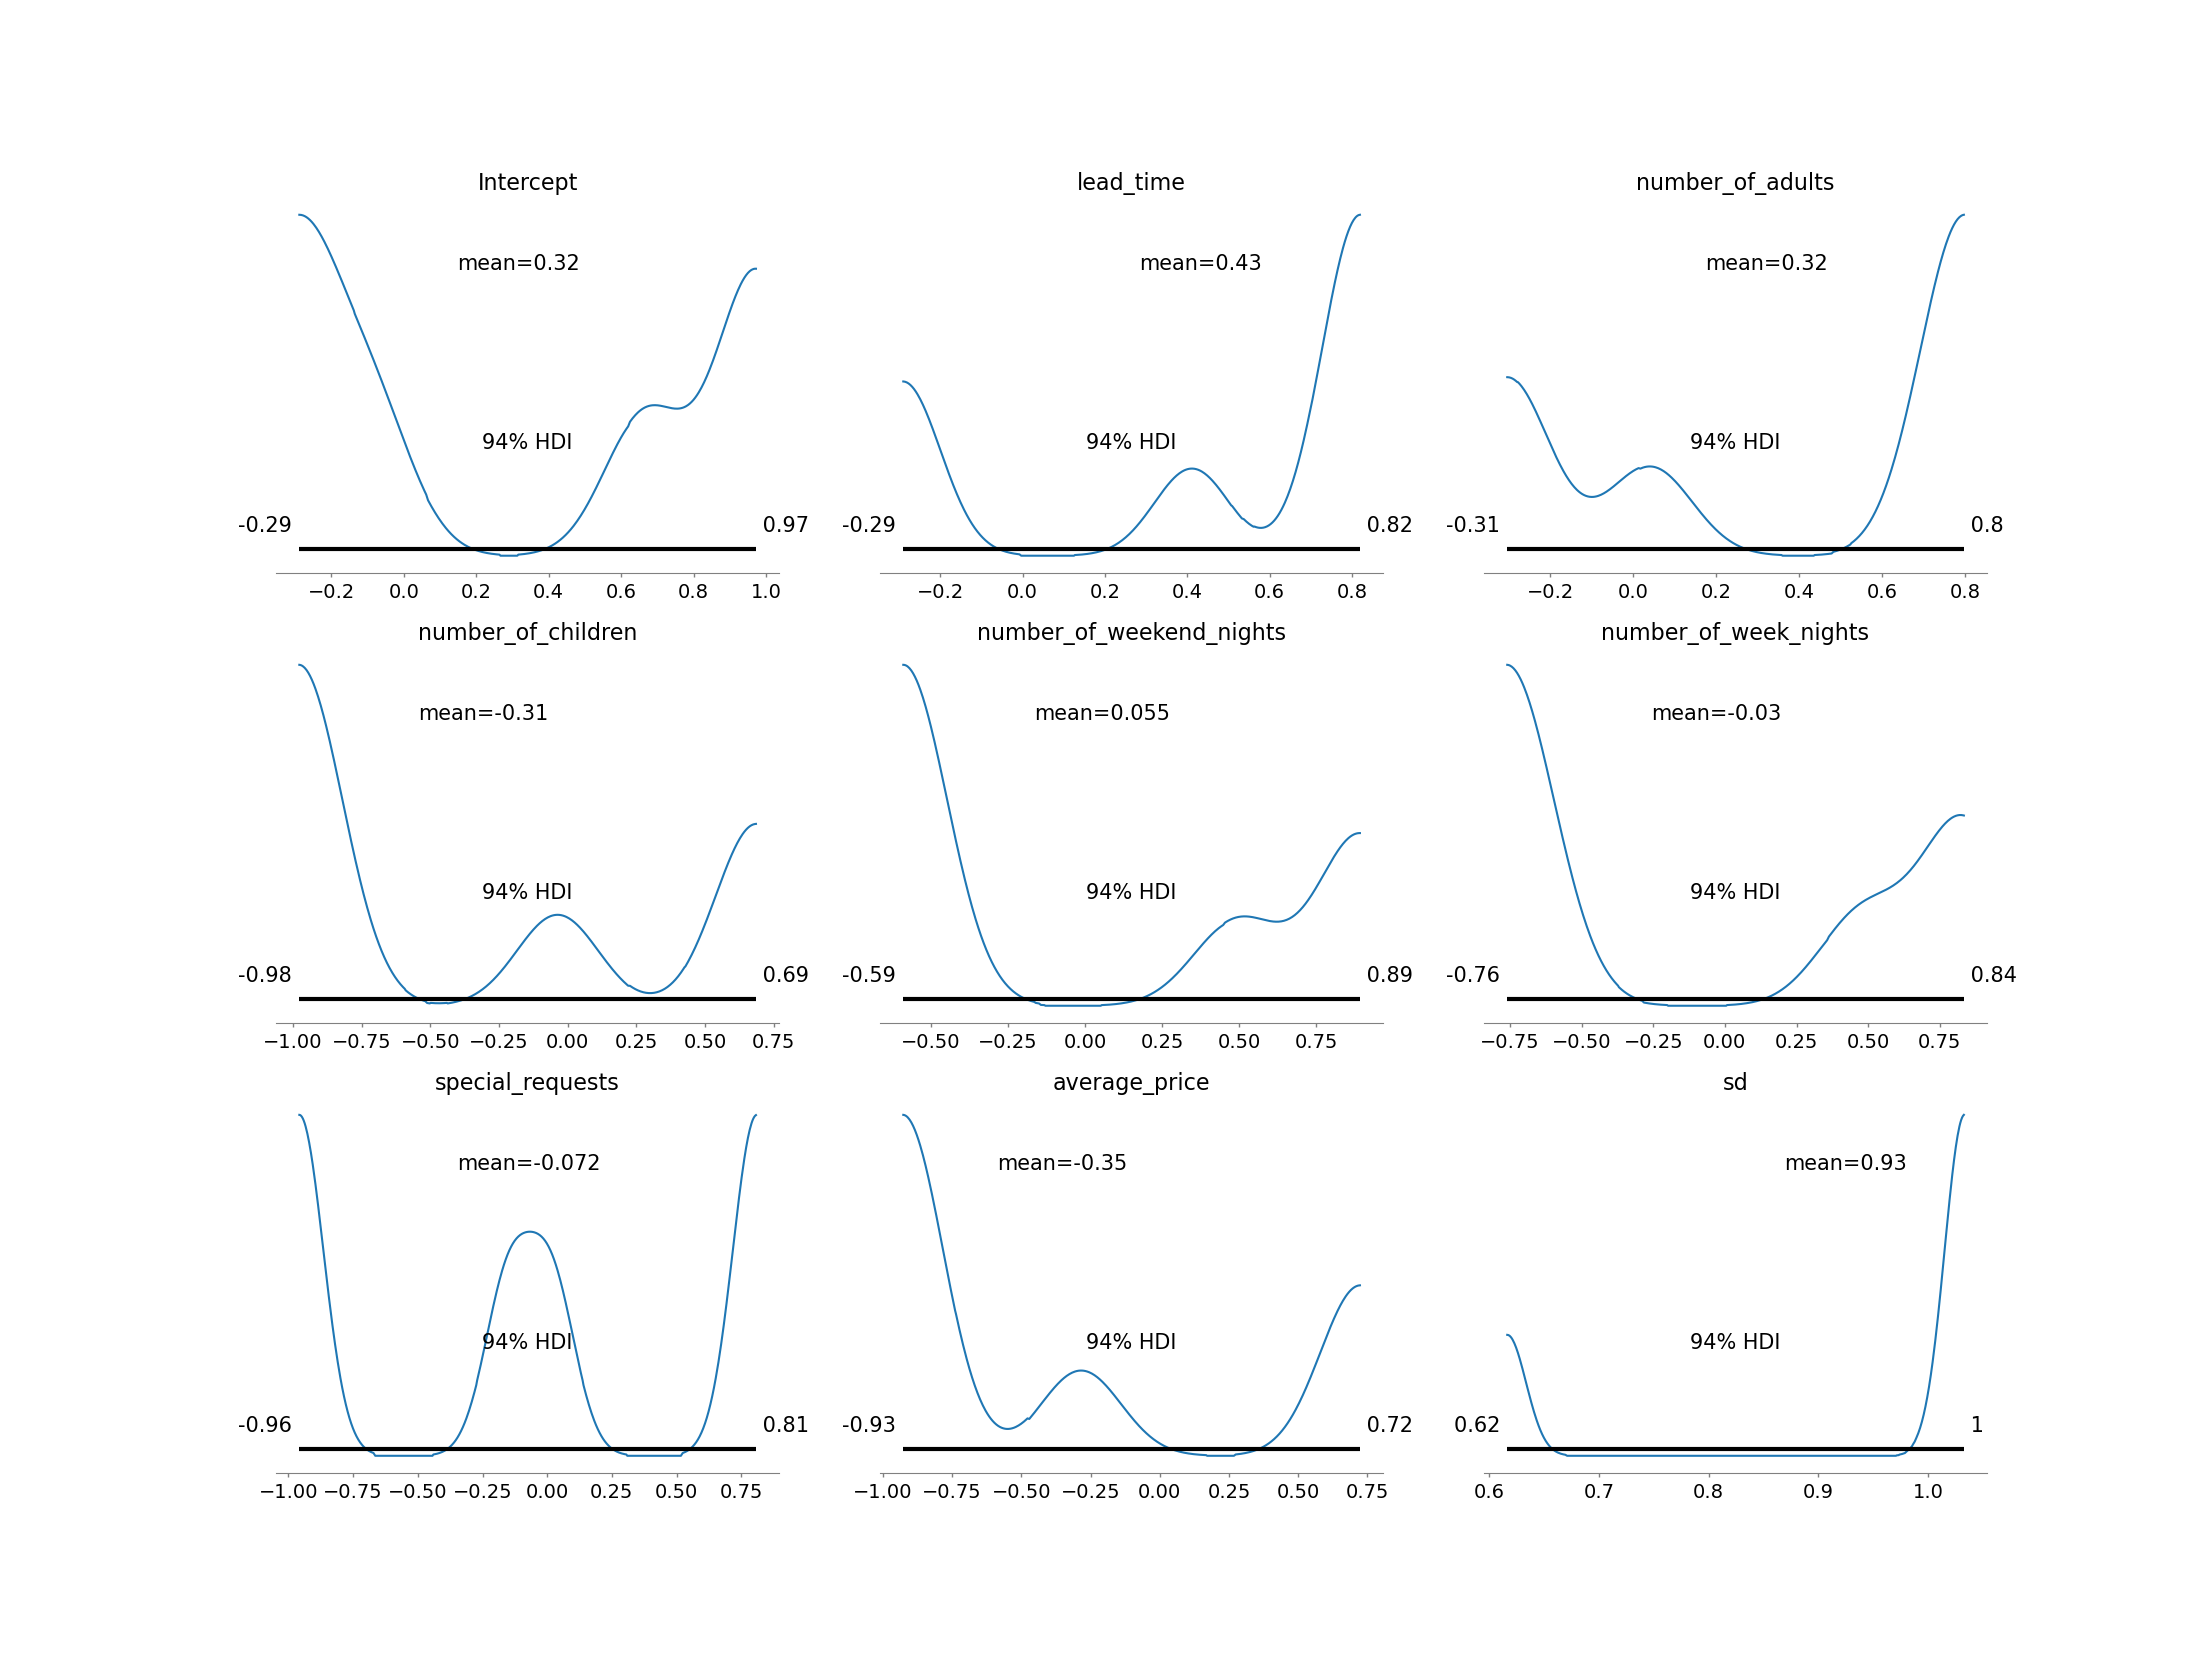 Intercept
mean=0.32
94% HDI
-0.29 0.97
−0.2 0.0 0.2 0.4 0.6 0.8 1.0
lead_time
mean=0.43
94% HDI
-0.29 0.82
−0.2 0.0 0.2 0.4 0.6 0.8
number_of_adults
mean=0.32
94% HDI
-0.31 0.8
−0.2 0.0 0.2 0.4 0.6 0.8
number_of_children
mean=-0.31
94% HDI
-0.98 0.69
−1.00 −0.75 −0.50 −0.25 0.00 0.25 0.50 0.75
number_of_weekend_nights
mean=0.055
94% HDI
-0.59 0.89
−0.50 −0.25 0.00 0.25 0.50 0.75
number_of_week_nights
mean=-0.03
94% HDI
-0.76 0.84
−0.75 −0.50 −0.25 0.00 0.25 0.50 0.75
special_requests
mean=-0.072
94% HDI
-0.96 0.81
−1.00 −0.75 −0.50 −0.25 0.00 0.25 0.50 0.75
average_price
mean=-0.35
94% HDI
-0.93 0.72
−1.00 −0.75 −0.50 −0.25 0.00 0.25 0.50 0.75
sd
mean=0.93
94% HDI
0.62 1
0.6 0.7 0.8 0.9 1.0